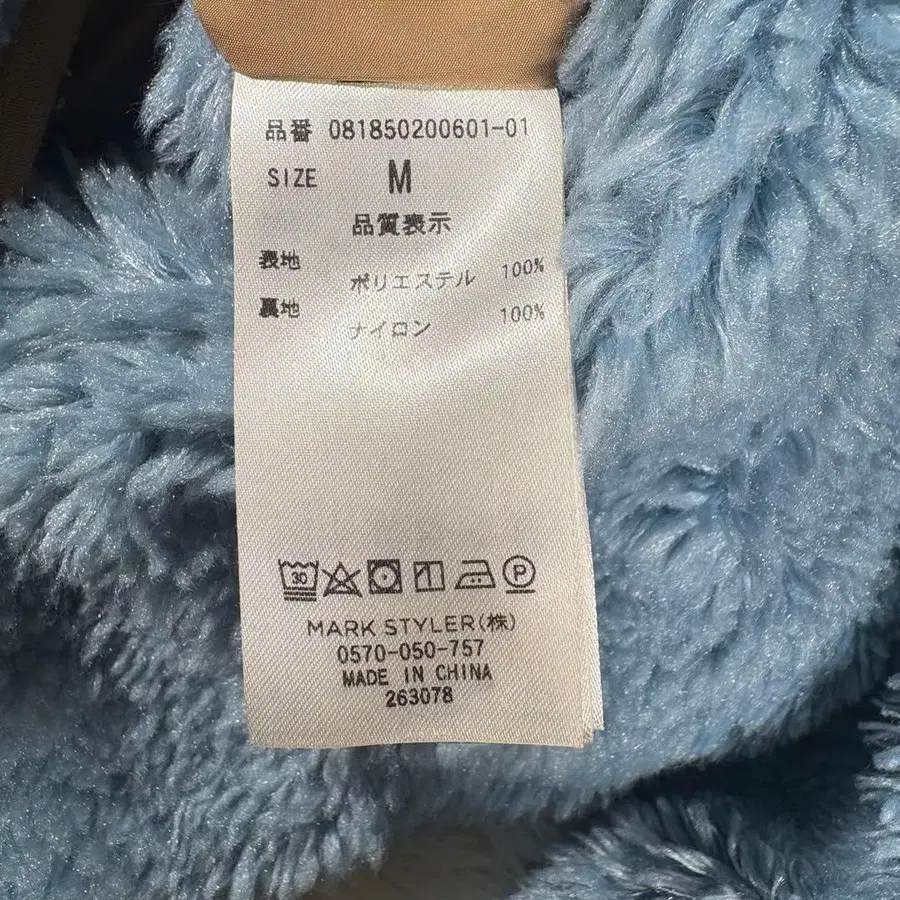 品番 081850200601-01
SIZE M
品質表示
表地 ポリエステル 100%
裏地 ナイロン 100%
30 P
MARK STYLER(株)
0570-050-757
MADE IN CHINA
263078